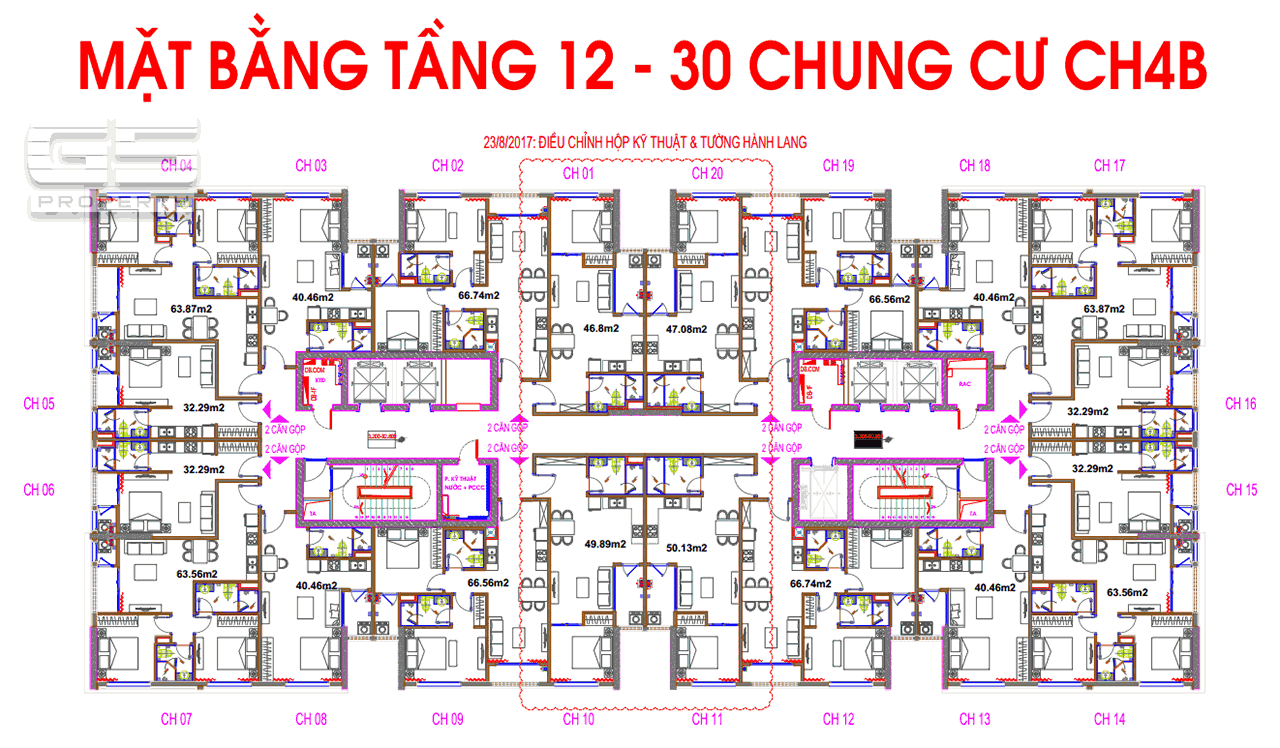 MẶT BẰNG TẦNG 12 - 30 CHUNG CƯ CH4B
23/8/2017: ĐIỀU CHỈNH HỘP KỸ THUẬT & TƯỜNG HÀNH LANG
CH 04 CH 03 CH 02 CH 01 CH 20 CH 19 CH 18 CH 17
PROPERTY
40.46m2 66.74m2 66.56m2 40.46m2
63.87m2 63.87m2
46.8m2 47.08m2
RAC
CH 05 32.29m2 32.29m2 CH 16
2 CĂN GỘP 2 CĂN GỘP 2 CĂN GỘP 2 CĂN GỘP
2 CĂN GỘP 2 CĂN GỘP 2 CĂN GỘP 2 CĂN GỘP
32.29m2 32.29m2
P. KỸ THUẬT
NƯỚC + PCCC
CH 06 CH 15
TA TA
49.89m2 50.13m2
63.56m2 40.46m2 66.56m2 66.74m2 40.46m2 63.56m2
CH 07 CH 08 CH 09 CH 10 CH 11 CH 12 CH 13 CH 14